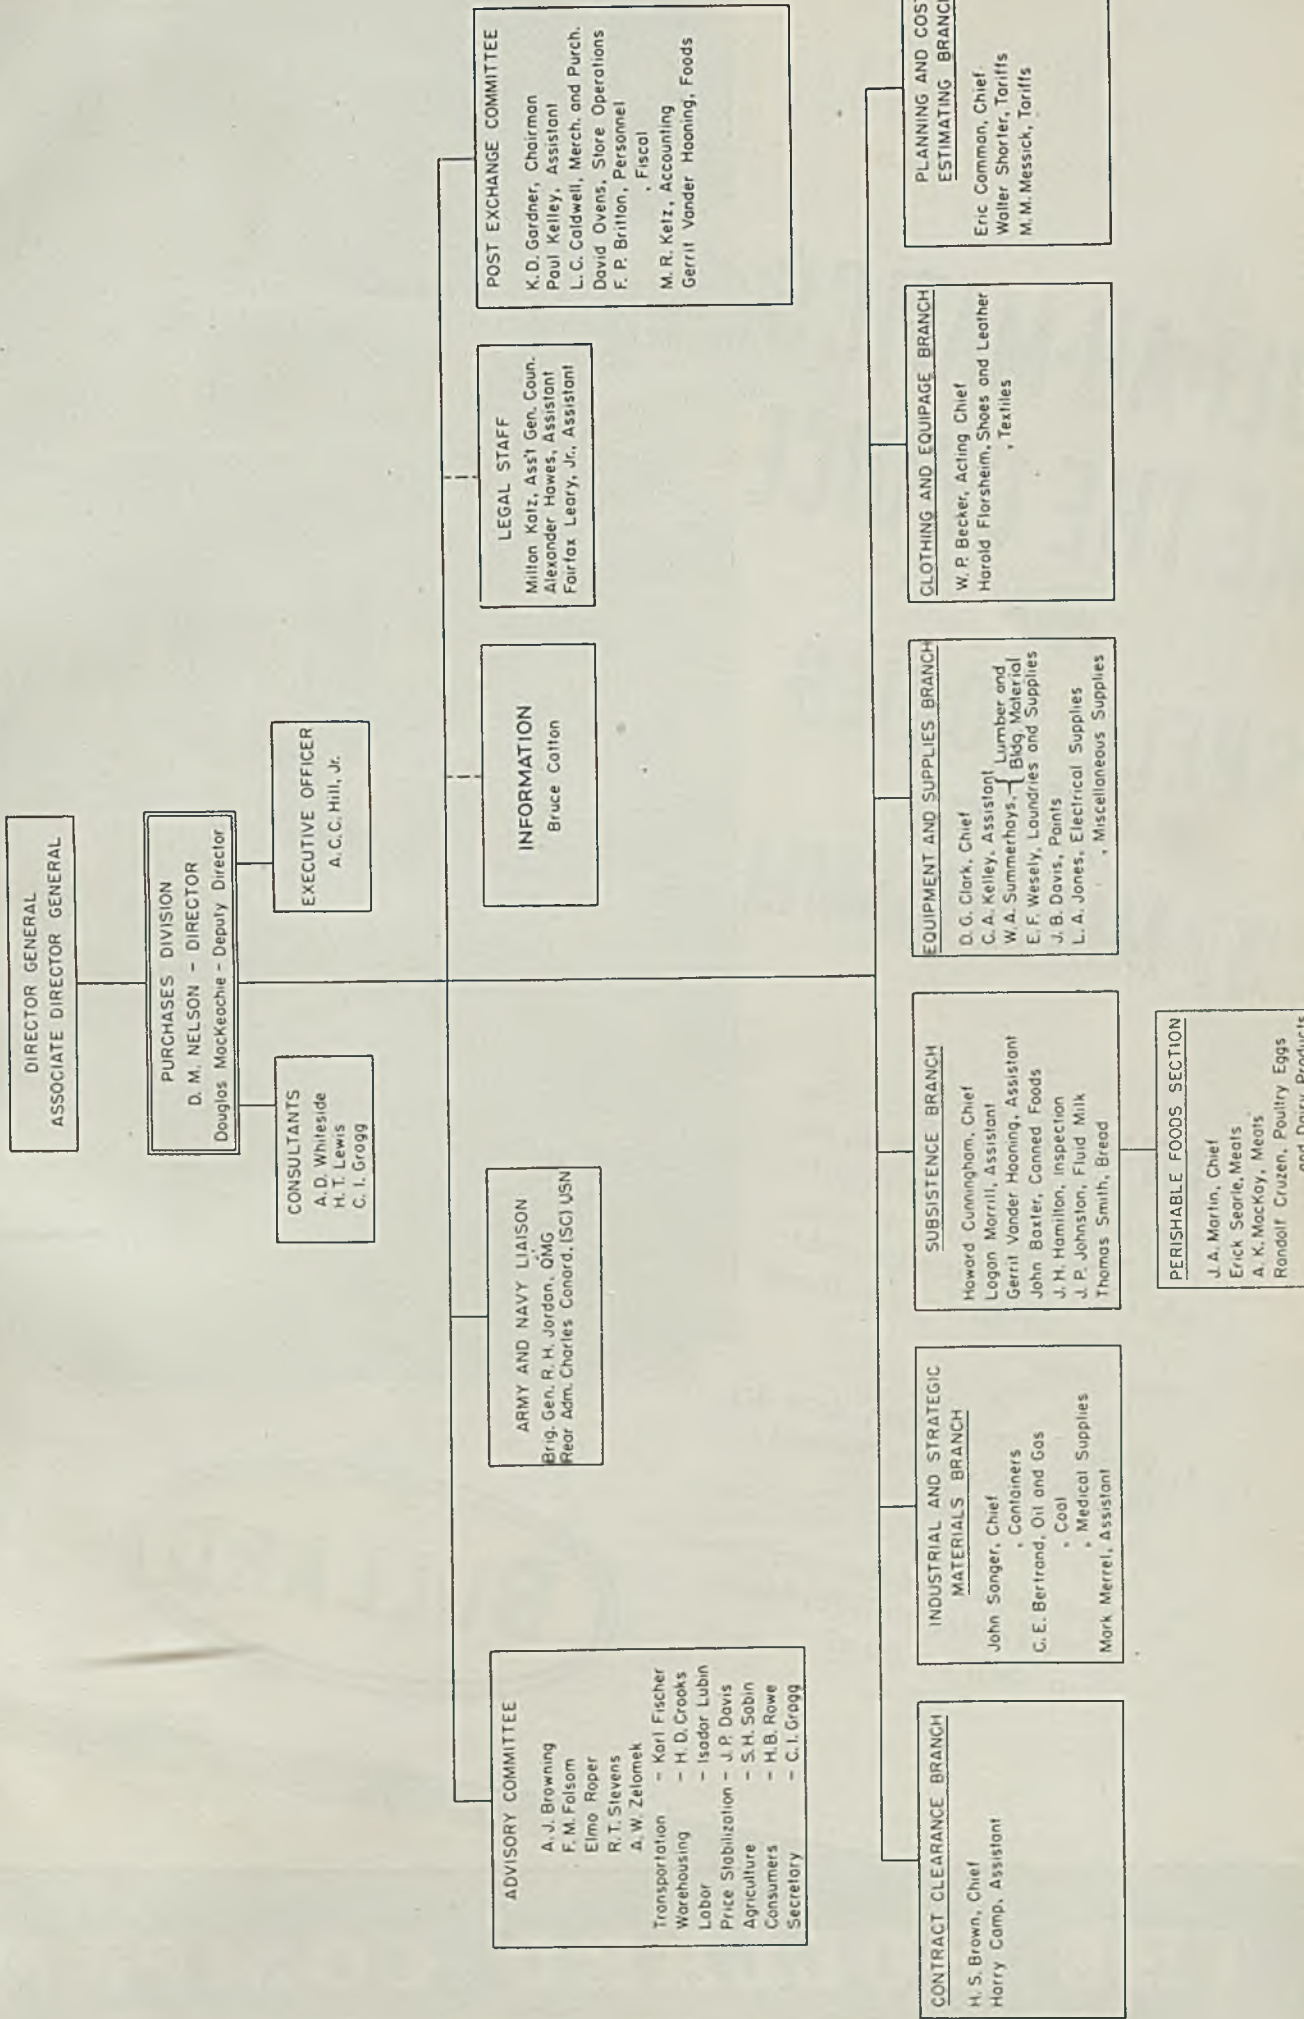 DIRECTOR GENERAL
ASSOCIATE DIRECTOR GENERAL
PURCHASES DIVISION
D. M. NELSON – DIRECTOR
Douglas MacKeachie – Deputy Director
CONSULTANTS
A. D. Whiteside
H. T. Lewis
C. I. Gragg
EXECUTIVE OFFICER
A. C. C. Hill, Jr.
ADVISORY COMMITTEE
A. J. Browning
F. M. Folsom
Elmo Roper
R. T. Stevens
A. W. Zelomek
Transportation – Karl Fischer
Warehousing – H. D. Crooks
Labor – Isador Lubin
Price Stabilization – J. P. Davis
Agriculture – S. H. Sabin
Consumers – H. B. Rowe
Secretary – C. I. Gragg
ARMY AND NAVY LIAISON
Brig. Gen. R. H. Jordan, QMG
Rear Adm. Charles Conard, (SC) USN
INFORMATION
Bruce Catton
LEGAL STAFF
Milton Katz, Ass't Gen. Coun.
Alexander Hawes, Assistant
Fairfax Leary, Jr., Assistant
POST EXCHANGE COMMITTEE
K. D. Gardner, Chairman
Paul Kelley, Assistant
L. C. Caldwell, Merch. and Purch.
David Ovens, Store Operations
F. P. Britton, Personnel
, Fiscal
M. R. Ketz, Accounting
Gerrit Vander Hooning, Foods
CONTRACT CLEARANCE BRANCH
H. S. Brown, Chief
Harry Camp, Assistant
INDUSTRIAL AND STRATEGIC
MATERIALS BRANCH
John Sanger, Chief
, Containers
C. E. Bertrand, Oil and Gas
, Coal
, Medical Supplies
Mark Merrel, Assistant
SUBSISTENCE BRANCH
Howard Cunningham, Chief
Logan Morrill, Assistant
Gerrit Vander Hooning, Assistant
John Baxter, Canned Foods
J. H. Hamilton, Inspection
J. P. Johnston, Fluid Milk
Thomas Smith, Bread
PERISHABLE FOODS SECTION
J. A. Martin, Chief
Erick Searle, Meats
A. K. MacKay, Meats
Randolf Cruzen, Poultry Eggs
and Dairy Products
EQUIPMENT AND SUPPLIES BRANCH
D. G. Clark, Chief
C. A. Kelley, Assistant
W. A. Summerhays, { Lumber and
Bldg. Material
E. F. Wesely, Laundries and Supplies
J. B. Davis, Paints
L. A. Jones, Electrical Supplies
, Miscellaneous Supplies
CLOTHING AND EQUIPAGE BRANCH
W. P. Becker, Acting Chief
Harold Florsheim, Shoes and Leather
, Textiles
PLANNING AND COST
ESTIMATING BRANCH
Eric Camman, Chief
Walter Shorter, Tariffs
M. M. Messick, Tariffs